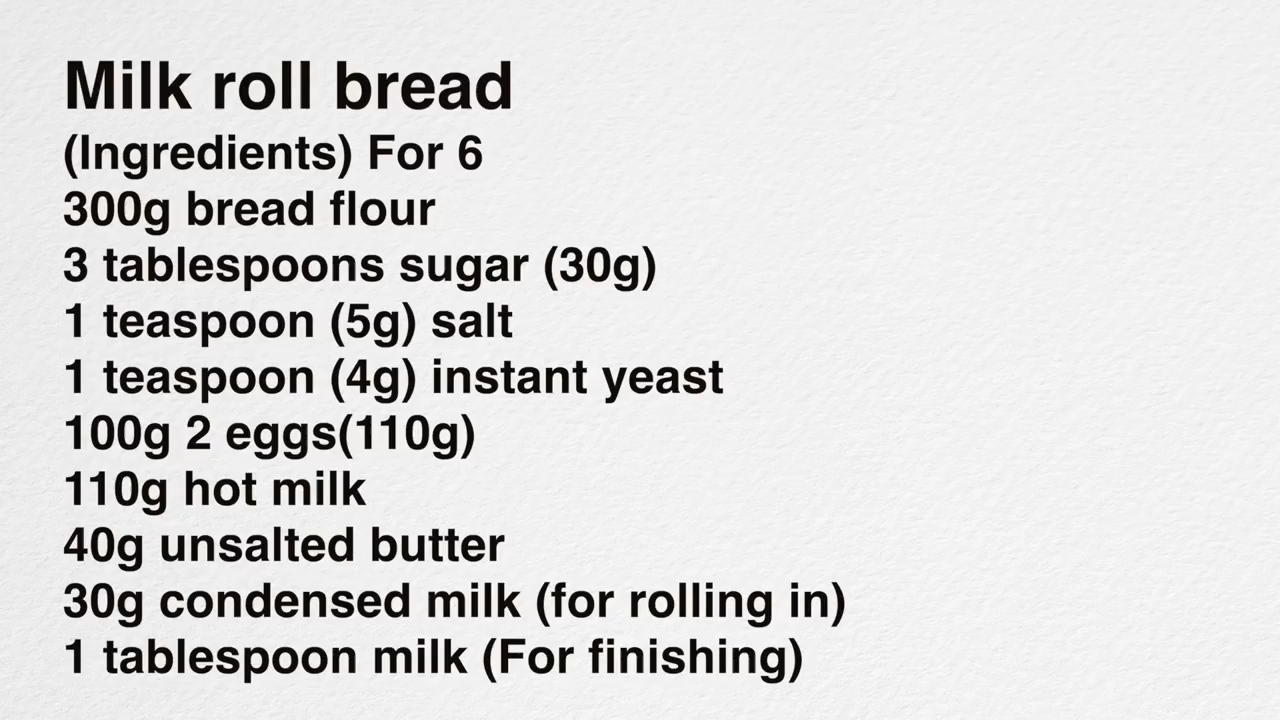 Milk roll bread
(Ingredients) For 6
300g bread flour
3 tablespoons sugar (30g)
1 teaspoon (5g) salt
1 teaspoon (4g) instant yeast
100g 2 eggs(110g)
110g hot milk
40g unsalted butter
30g condensed milk (for rolling in)
1 tablespoon milk (For finishing)